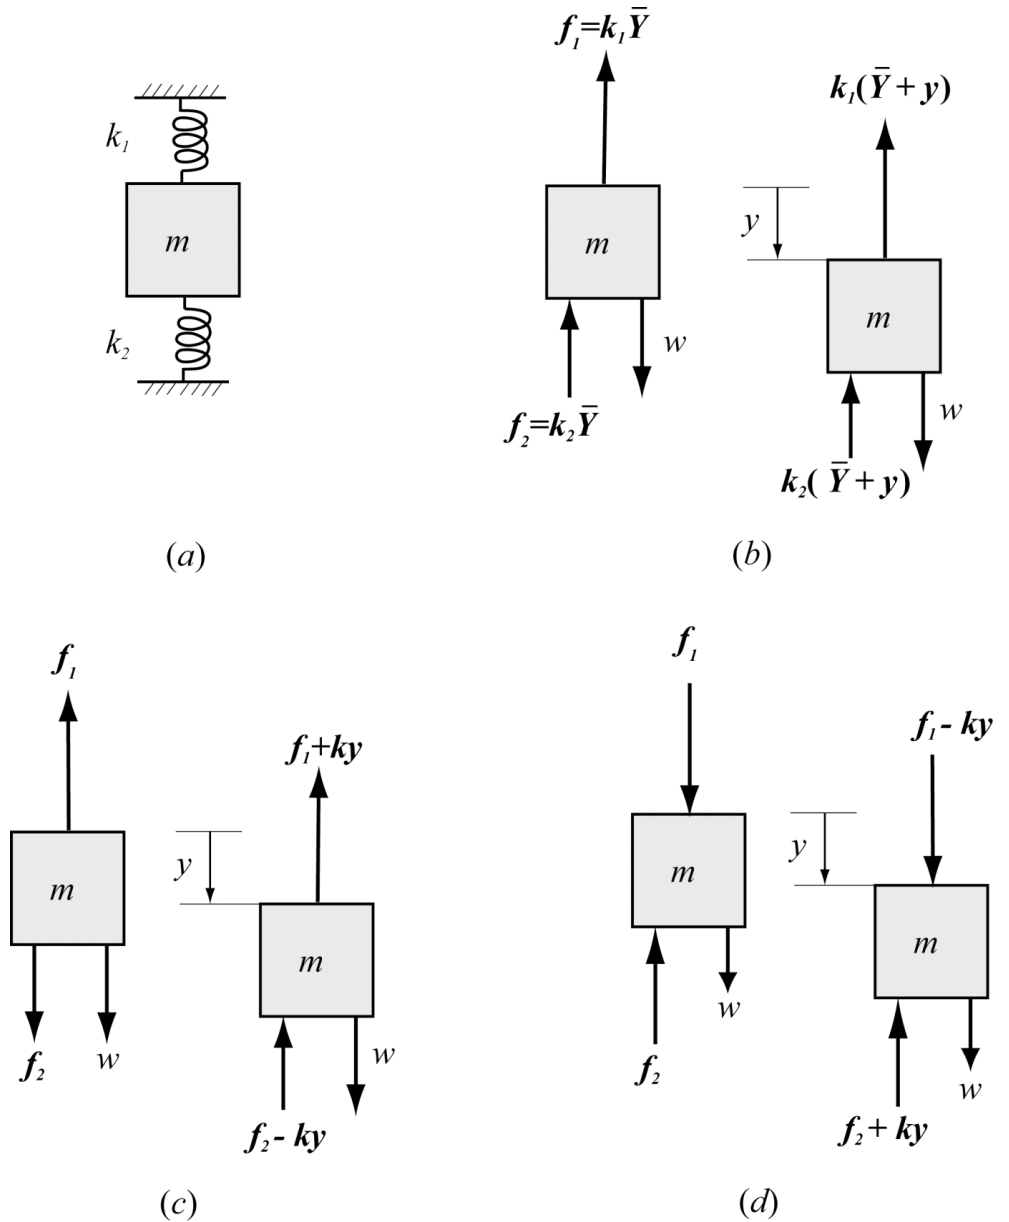 f₁=k₁Ȳ
k₁(Ȳ + y)
k₁
m
m
y
m
k₂
w
w
f₂=k₂Ȳ
k₂( Ȳ + y)
(a)
(b)
f₁
f₁+ky
y
m
m
f₂
w
w
f₂- ky
(c)
f₁
f₁- ky
y
m
m
w
f₂
w
f₂+ ky
(d)